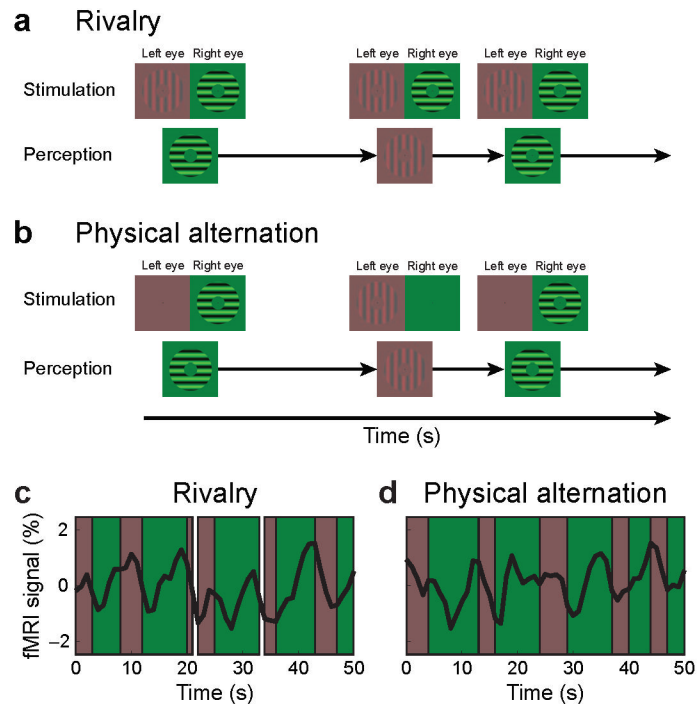 a Rivalry
Left eye Right eye Left eye Right eye Left eye Right eye
Stimulation
Perception
b Physical alternation
Left eye Right eye Left eye Right eye Left eye Right eye
Stimulation
Perception
Time (s)
c Rivalry
fMRI signal (%)
2
0
–2
0 10 20 30 40 50
Time (s)
d Physical alternation
0 10 20 30 40 50
Time (s)